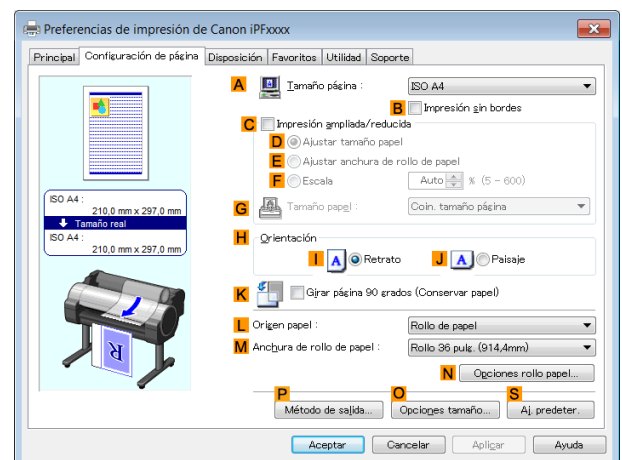 Preferencias de impresión de Canon iPFxxxx
Principal Configuración de página Disposición Favoritos Utilidad Soporte
A Tamaño página : ISO A4
B Impresión sin bordes
C Impresión ampliada/reducida
D Ajustar tamaño papel
E Ajustar anchura de rollo de papel
F Escala Auto % (5 - 600)
G Tamaño papel : Coin. tamaño página
ISO A4 :
210,0 mm x 297,0 mm
Tamaño real
ISO A4 :
210,0 mm x 297,0 mm
H Orientación
I A Retrato J A Paisaje
K Girar página 90 grados (Conservar papel)
R
L Origen papel : Rollo de papel
M Anchura de rollo de papel : Rollo 36 pulg. (914,4mm)
N Opciones rollo papel...
P O S
Método de salida... Opciones tamaño... Aj. predeter.
Aceptar Cancelar Aplicar Ayuda